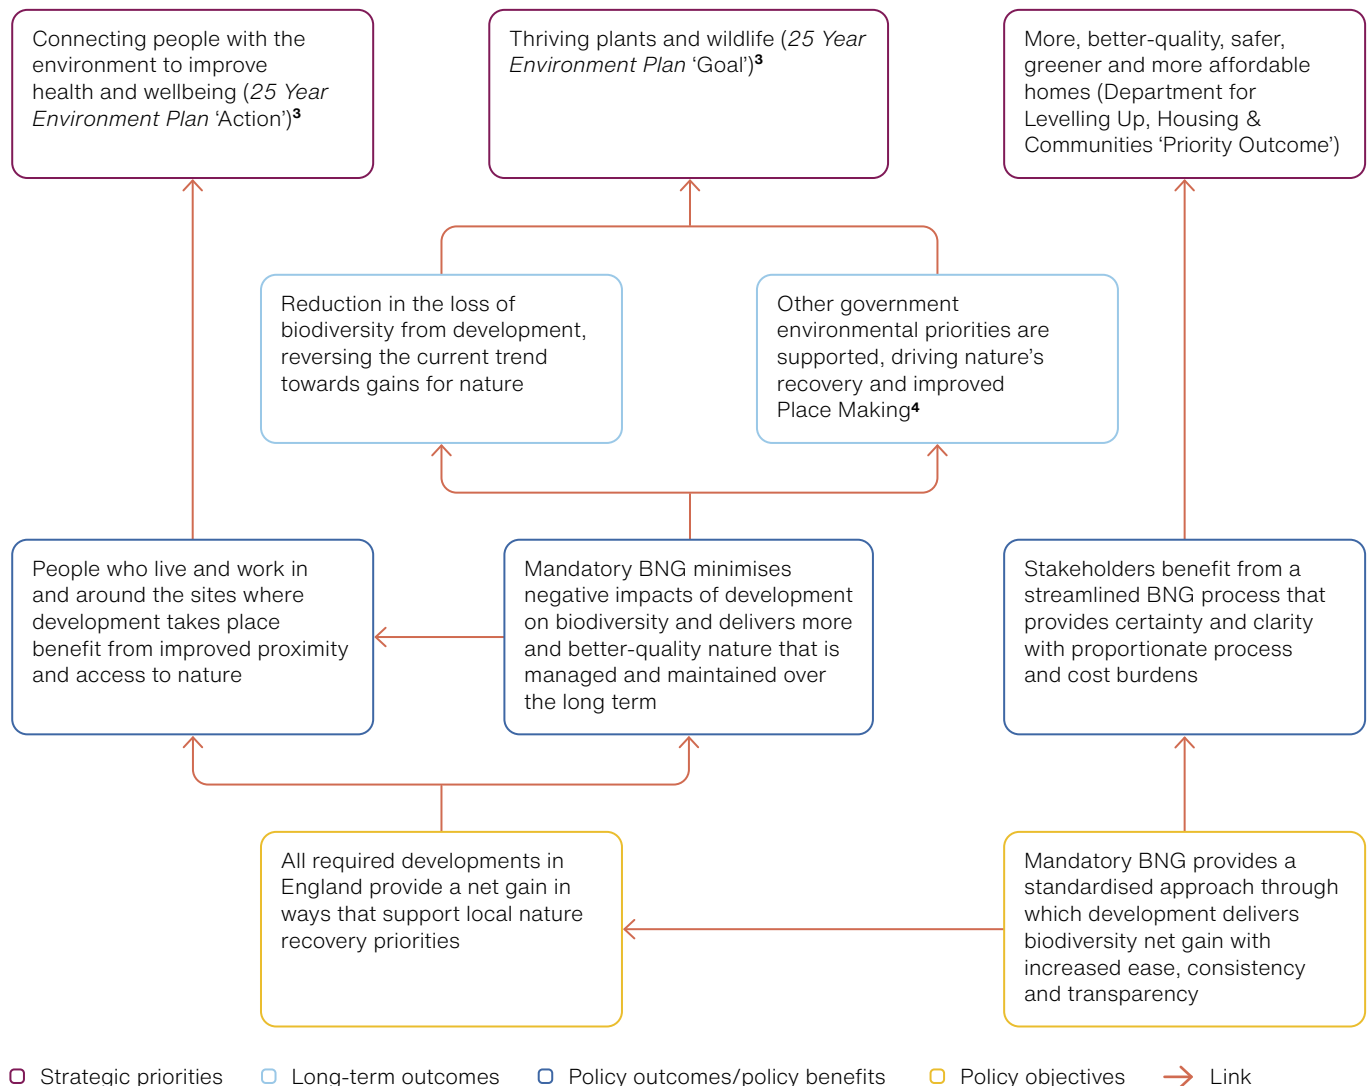 Connecting people with the
environment to improve
health and wellbeing (25 Year
Environment Plan ‘Action’)3
Thriving plants and wildlife (25 Year
Environment Plan ‘Goal’)3
More, better-quality, safer,
greener and more affordable
homes (Department for
Levelling Up, Housing &
Communities ‘Priority Outcome’)
Reduction in the loss of
biodiversity from development,
reversing the current trend
towards gains for nature
Other government
environmental priorities are
supported, driving nature’s
recovery and improved
Place Making4
People who live and work in
and around the sites where
development takes place
benefit from improved proximity
and access to nature
Mandatory BNG minimises
negative impacts of development
on biodiversity and delivers more
and better-quality nature that is
managed and maintained over
the long term
Stakeholders benefit from a
streamlined BNG process that
provides certainty and clarity
with proportionate process
and cost burdens
All required developments in
England provide a net gain in
ways that support local nature
recovery priorities
Mandatory BNG provides a
standardised approach through
which development delivers
biodiversity net gain with
increased ease, consistency
and transparency
Strategic priorities Long-term outcomes Policy outcomes/policy benefits Policy objectives Link